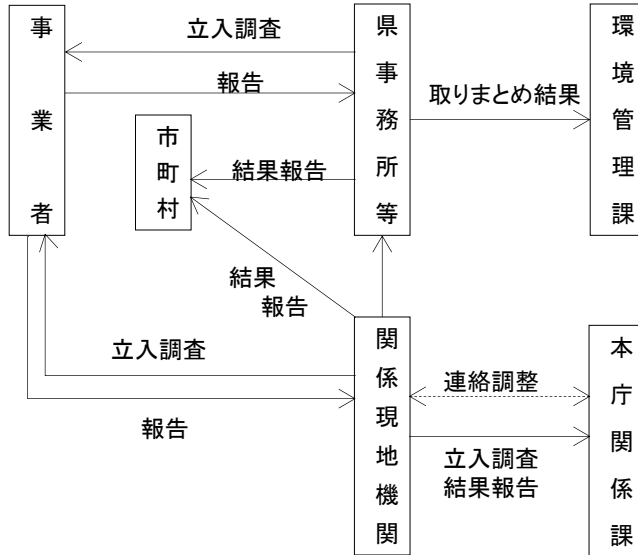 事業者
立入調査
報告
県事務所等
取りまとめ結果
環境管理課
市町村
結果報告
結果
報告
立入調査
報告
関係現地機関
連絡調整
立入調査
結果報告
本庁関係課